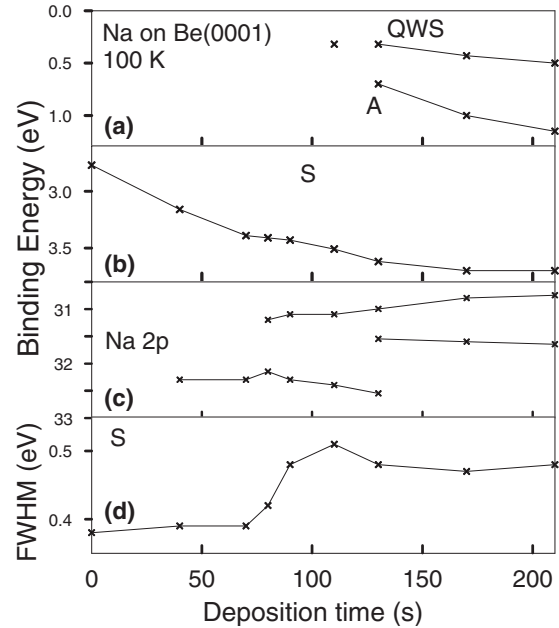 0.0
Na on Be(0001)
QWS
100 K
0.5
A
1.0
(a)
Binding Energy (eV)
S
3.0
3.5
(b)
31
Na 2p
32
(c)
33
S
0.5
FWHM (eV)
0.4
(d)
0 50 100 150 200
Deposition time (s)